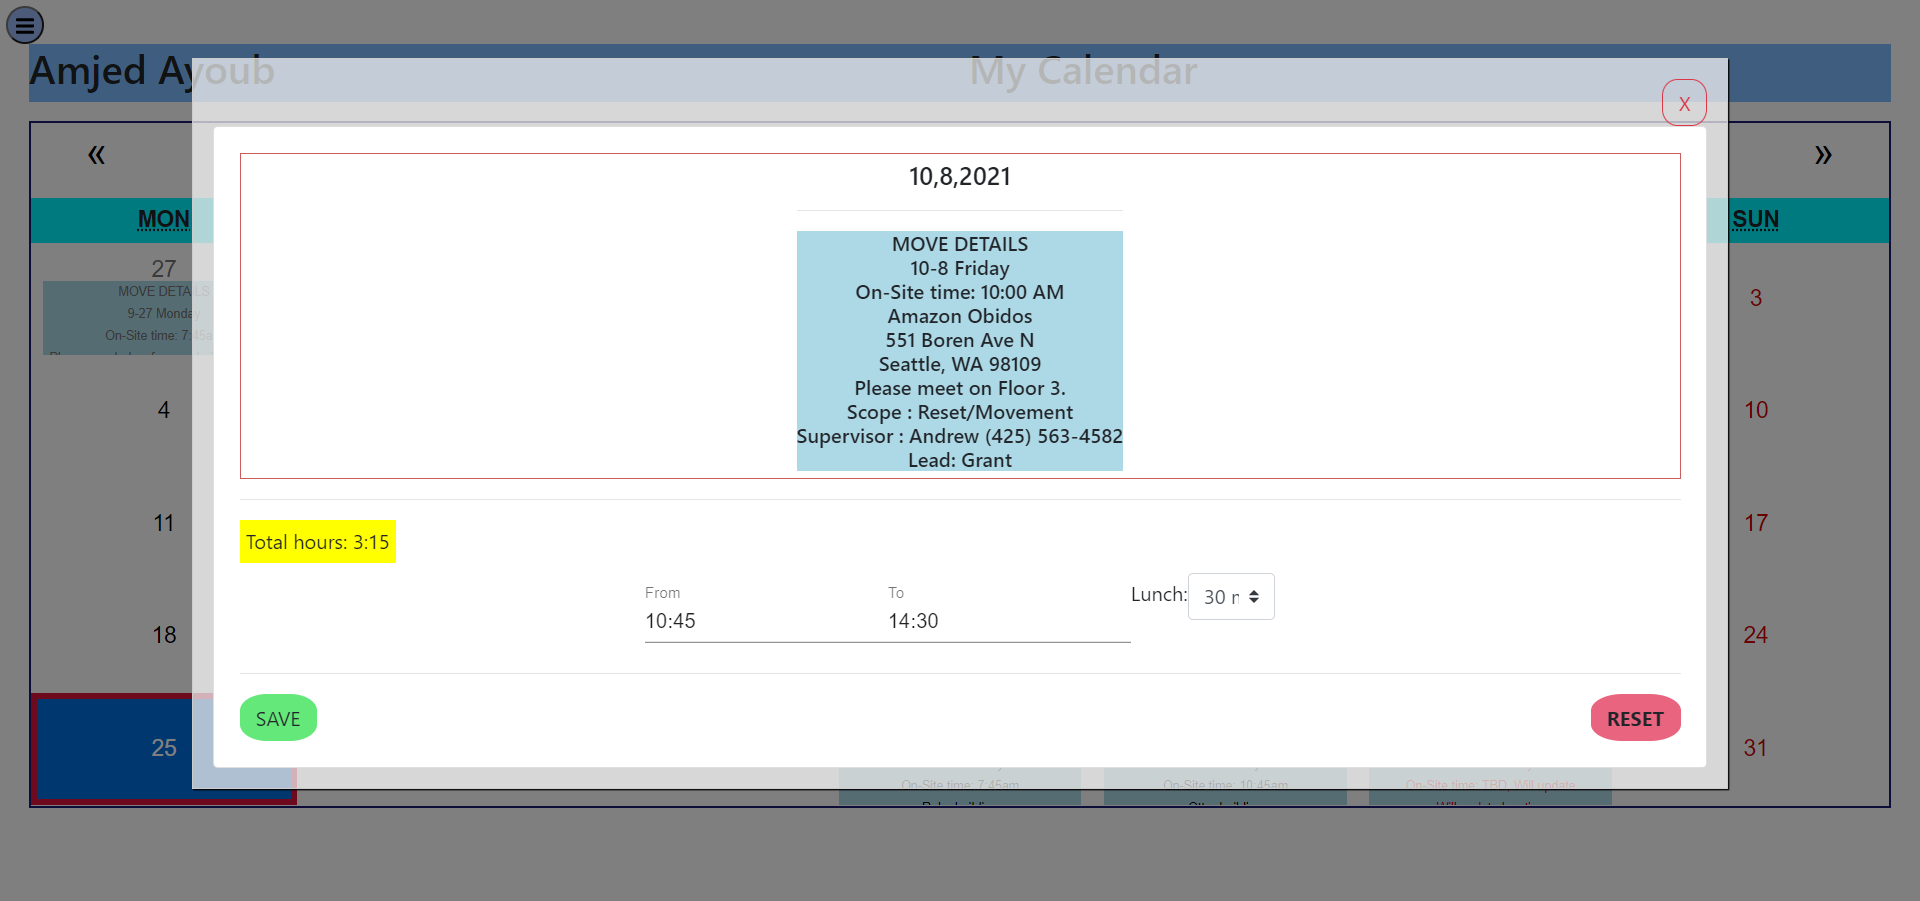 Amjed Ayoub
My Calendar
X
«
»
10,8,2021
MON
SUN
MOVE DETAILS
10-8 Friday
On-Site time: 10:00 AM
Amazon Obidos
551 Boren Ave N
Seattle, WA 98109
Please meet on Floor 3.
Scope : Reset/Movement
Supervisor : Andrew (425) 563-4582
Lead: Grant
27
MOVE DETAILS
9-27 Monday
On-Site time: 7:45a
3
4
10
11
17
Total hours: 3:15
From
10:45
To
14:30
Lunch:
30
18
24
SAVE
RESET
25
31
On-Site time: 7:45am
On-Site time: 10:45am
On-Site time: TBD, Will update